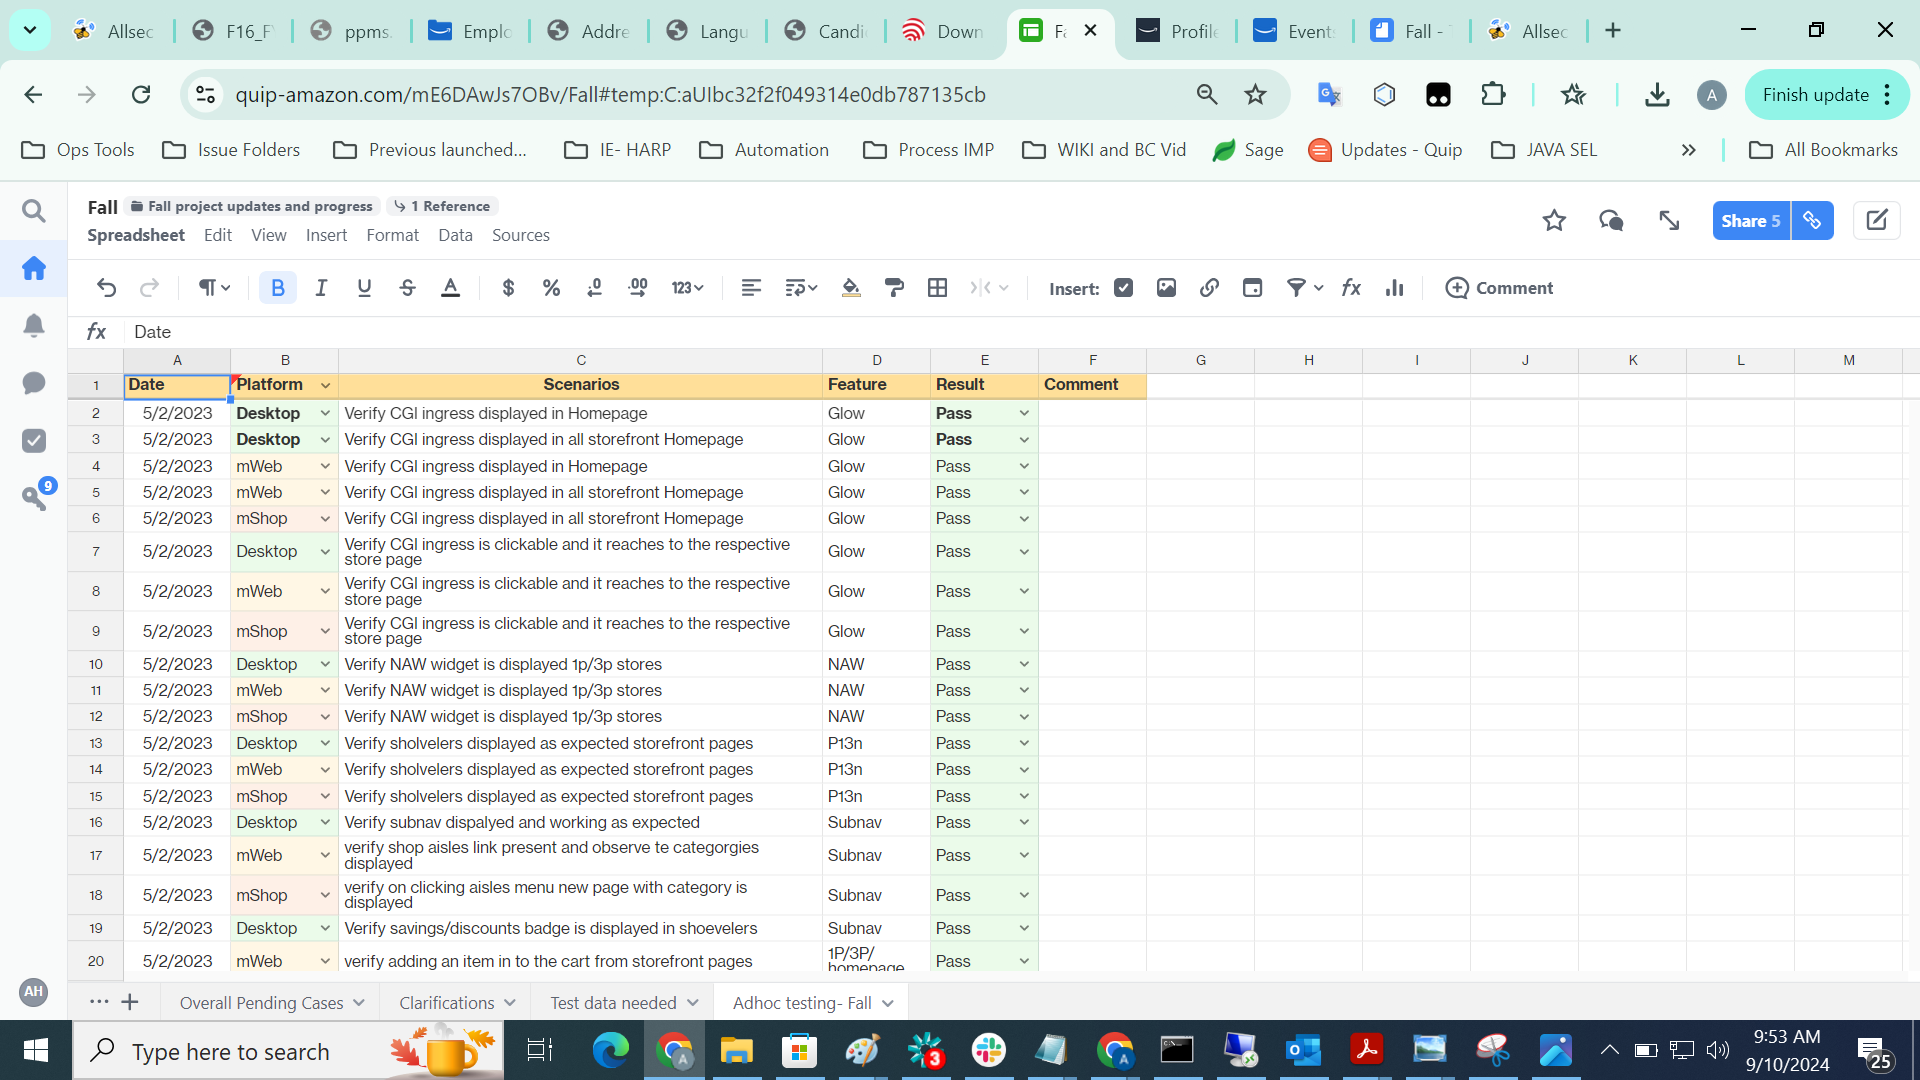 Allsec
F16_F
ppms.
Emplo
Addre
Langu
Candi
Down
Fa
Profile
Events
Fall -
Allsec
quip-amazon.com/mE6DAwJs7OBv/Fall#temp:C:aUIbc32f2f049314e0db787135cb
A
Finish update
Ops Tools
Issue Folders
Previous launched...
IE- HARP
Automation
Process IMP
WIKI and BC Vid
Sage
Updates - Quip
JAVA SEL
All Bookmarks
Fall Fall project updates and progress 1 Reference
Spreadsheet Edit View Insert Format Data Sources
Share 5
B I U S A $ % .0 .00 123 Insert: fx Comment
fx Date
A B C D E F G H I J K L M
1 Date Platform Scenarios Feature Result Comment
2 5/2/2023 Desktop Verify CGI ingress displayed in Homepage Glow Pass
3 5/2/2023 Desktop Verify CGI ingress displayed in all storefront Homepage Glow Pass
4 5/2/2023 mWeb Verify CGI ingress displayed in Homepage Glow Pass
5 5/2/2023 mWeb Verify CGI ingress displayed in all storefront Homepage Glow Pass
6 5/2/2023 mShop Verify CGI ingress displayed in all storefront Homepage Glow Pass
7 5/2/2023 Desktop Verify CGI ingress is clickable and it reaches to the respective
store page Glow Pass
8 5/2/2023 mWeb Verify CGI ingress is clickable and it reaches to the respective
store page Glow Pass
9 5/2/2023 mShop Verify CGI ingress is clickable and it reaches to the respective
store page Glow Pass
10 5/2/2023 Desktop Verify NAW widget is displayed 1p/3p stores NAW Pass
11 5/2/2023 mWeb Verify NAW widget is displayed 1p/3p stores NAW Pass
12 5/2/2023 mShop Verify NAW widget is displayed 1p/3p stores NAW Pass
13 5/2/2023 Desktop Verify sholvelers displayed as expected storefront pages P13n Pass
14 5/2/2023 mWeb Verify sholvelers displayed as expected storefront pages P13n Pass
15 5/2/2023 mShop Verify sholvelers displayed as expected storefront pages P13n Pass
16 5/2/2023 Desktop Verify subnav dispalyed and working as expected Subnav Pass
17 5/2/2023 mWeb verify shop aisles link present and observe te categorgies
displayed Subnav Pass
18 5/2/2023 mShop verify on clicking aisles menu new page with category is
displayed Subnav Pass
19 5/2/2023 Desktop Verify savings/discounts badge is displayed in shoevelers Subnav Pass
20 5/2/2023 mWeb verify adding an item in to the cart from storefront pages 1P/3P/
homepage Pass
9
AH
Overall Pending Cases Clarifications Test data needed Adhoc testing- Fall
Type here to search
3
9:53 AM
9/10/2024
25